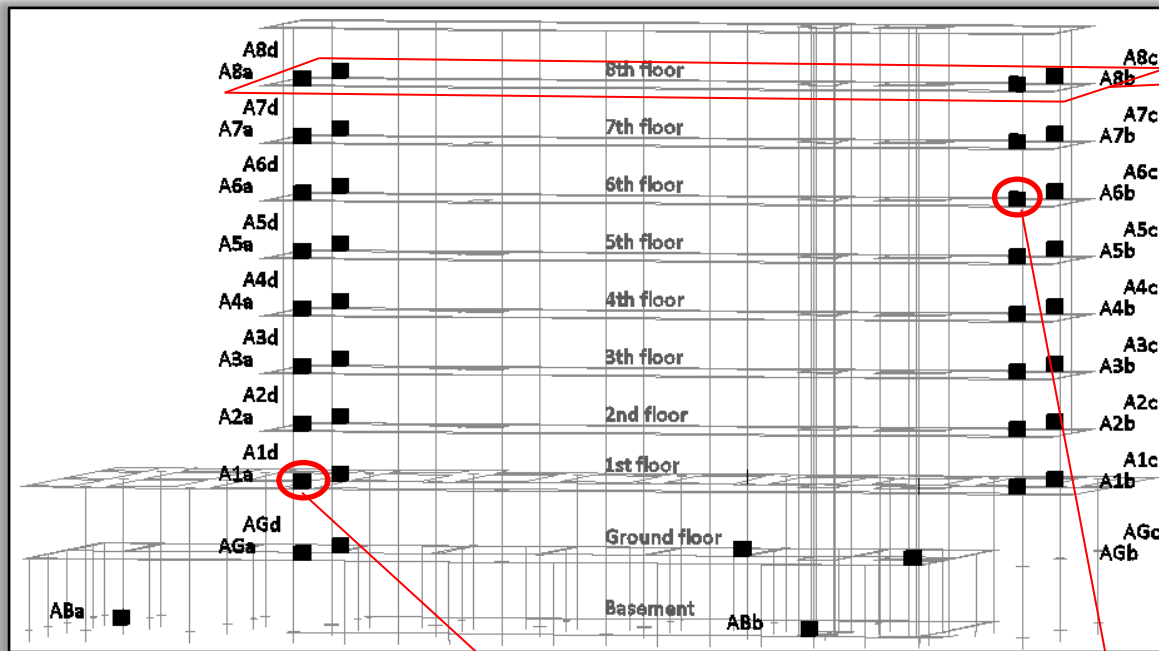 A8d
A8c
A8a
8th floor
A8b
A7d
A7c
A7a
7th floor
A7b
A6d
A6c
A6a
6th floor
A6b
A5d
A5c
A5a
5th floor
A5b
A4d
A4c
A4a
4th floor
A4b
A3d
A3c
A3a
3th floor
A3b
A2d
A2c
A2a
2nd floor
A2b
A1d
A1c
A1a
1st floor
A1b
AGd
AGc
AGa
Ground floor
AGb
ABa
Basement
ABb